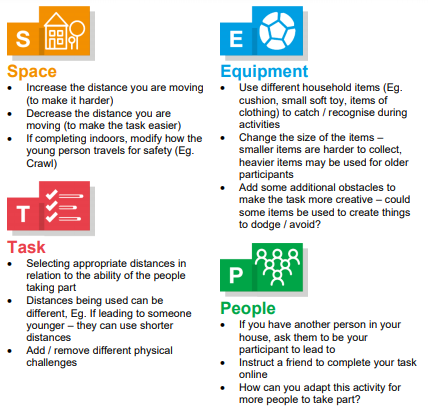 S
Space
• Increase the distance you are moving
(to make it harder)
• Decrease the distance you are
moving (to make the task easier)
• If completing indoors, modify how the
young person travels for safety (Eg.
Crawl)
T
Task
• Selecting appropriate distances in
relation to the ability of the people
taking part
• Distances being used can be
different, Eg. If leading to someone
younger – they can use shorter
distances
• Add / remove different physical
challenges
E
Equipment
• Use different household items (Eg.
cushion, small soft toy, items of
clothing) to catch / recognise during
activities
• Change the size of the items –
smaller items are harder to collect,
heavier items may be used for older
participants
• Add some additional obstacles to
make the task more creative – could
some items be used to create things
to dodge / avoid?
P
People
• If you have another person in your
house, ask them to be your
participant to lead to
• Instruct a friend to complete your task
online
• How can you adapt this activity for
more people to take part?